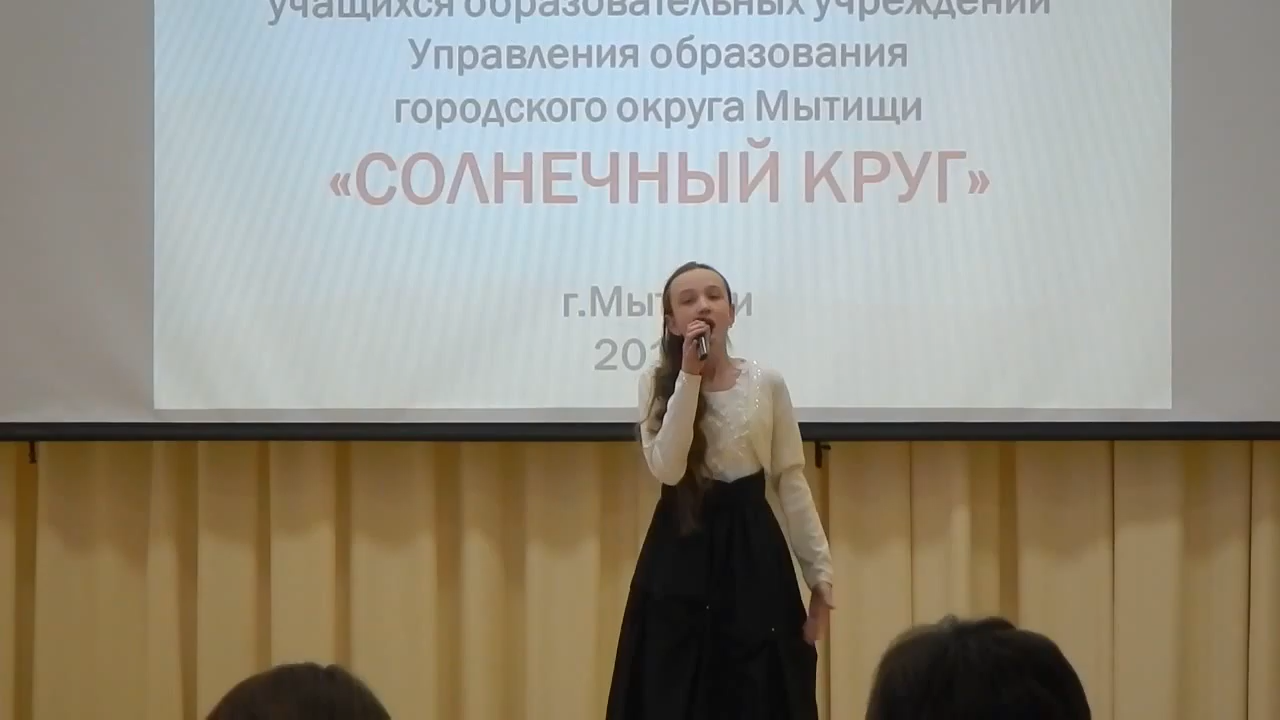 учащихся образовательных учреждений
Управления образования
городского округа Мытищи
«СОЛНЕЧНЫЙ КРУГ»